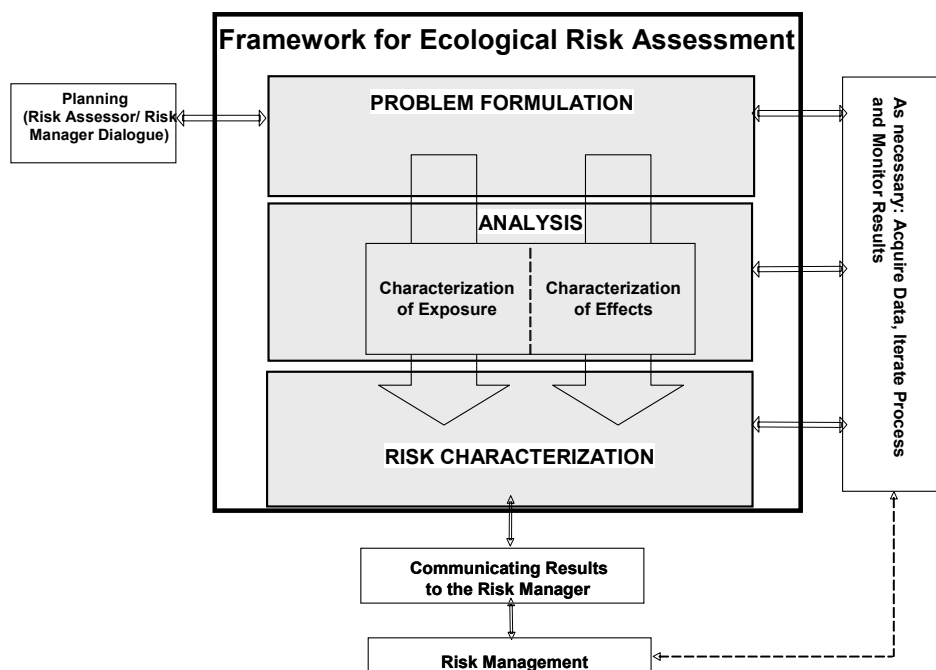 Framework for Ecological Risk Assessment
Planning
(Risk Assessor/ Risk
Manager Dialogue)
PROBLEM FORMULATION
ANALYSIS
Characterization
of Exposure
Characterization
of Effects
RISK CHARACTERIZATION
As necessary: Acquire Data, Iterate Process
and Monitor Results
Communicating Results
to the Risk Manager
Risk Management